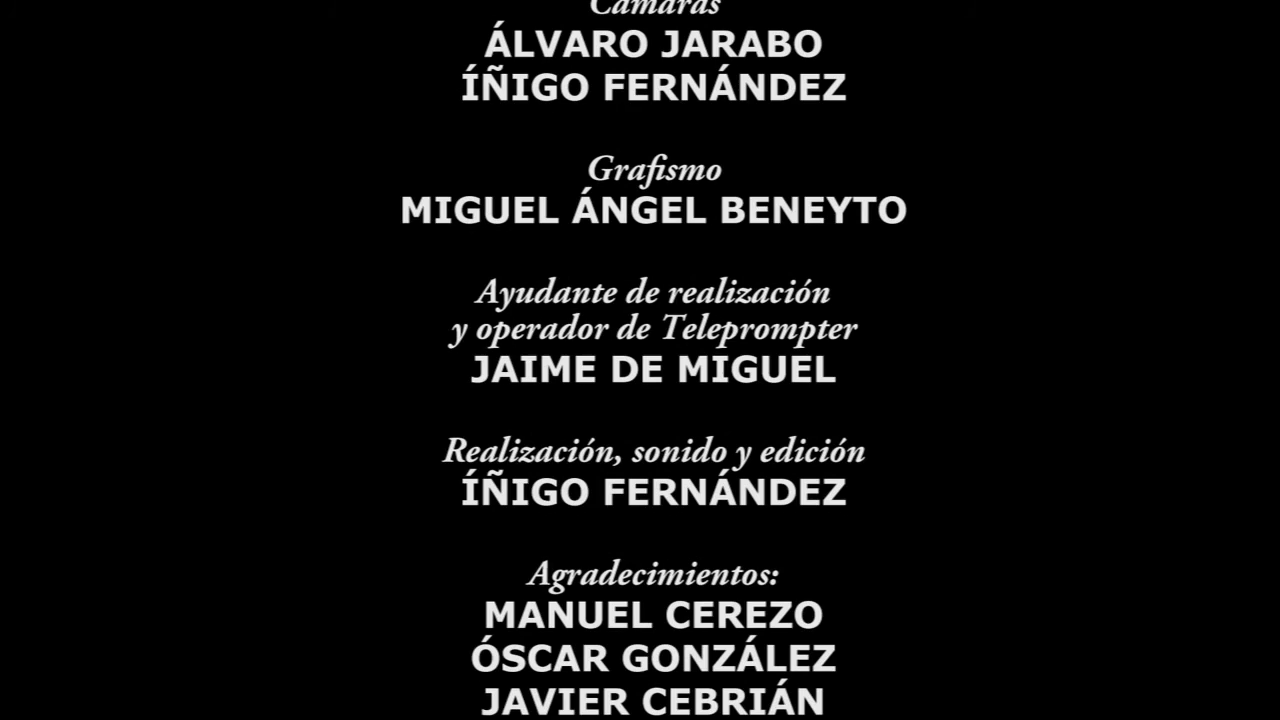 Cámaras
ÁLVARO JARABO
ÍÑIGO FERNÁNDEZ
Grafismo
MIGUEL ÁNGEL BENEYTO
Ayudante de realización
y operador de Teleprompter
JAIME DE MIGUEL
Realización, sonido y edición
ÍÑIGO FERNÁNDEZ
Agradecimientos:
MANUEL CEREZO
ÓSCAR GONZÁLEZ
JAVIER CEBRIÁN